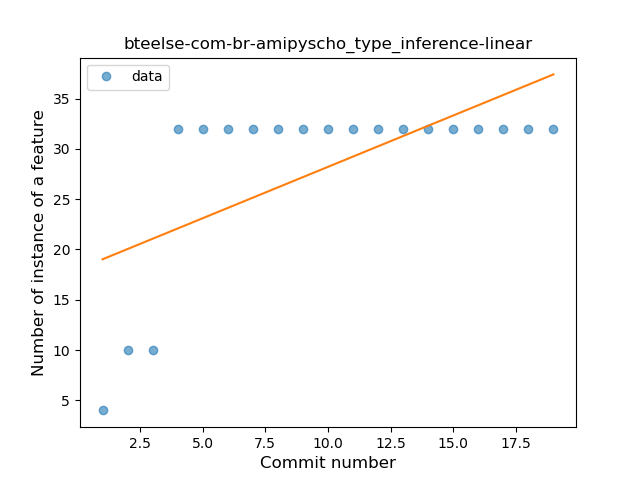 bteelse-com-br-amipyscho_type_inference-linear
data
Number of instance of a feature
35
30
25
20
15
10
5
2.5 5.0 7.5 10.0 12.5 15.0 17.5
Commit number